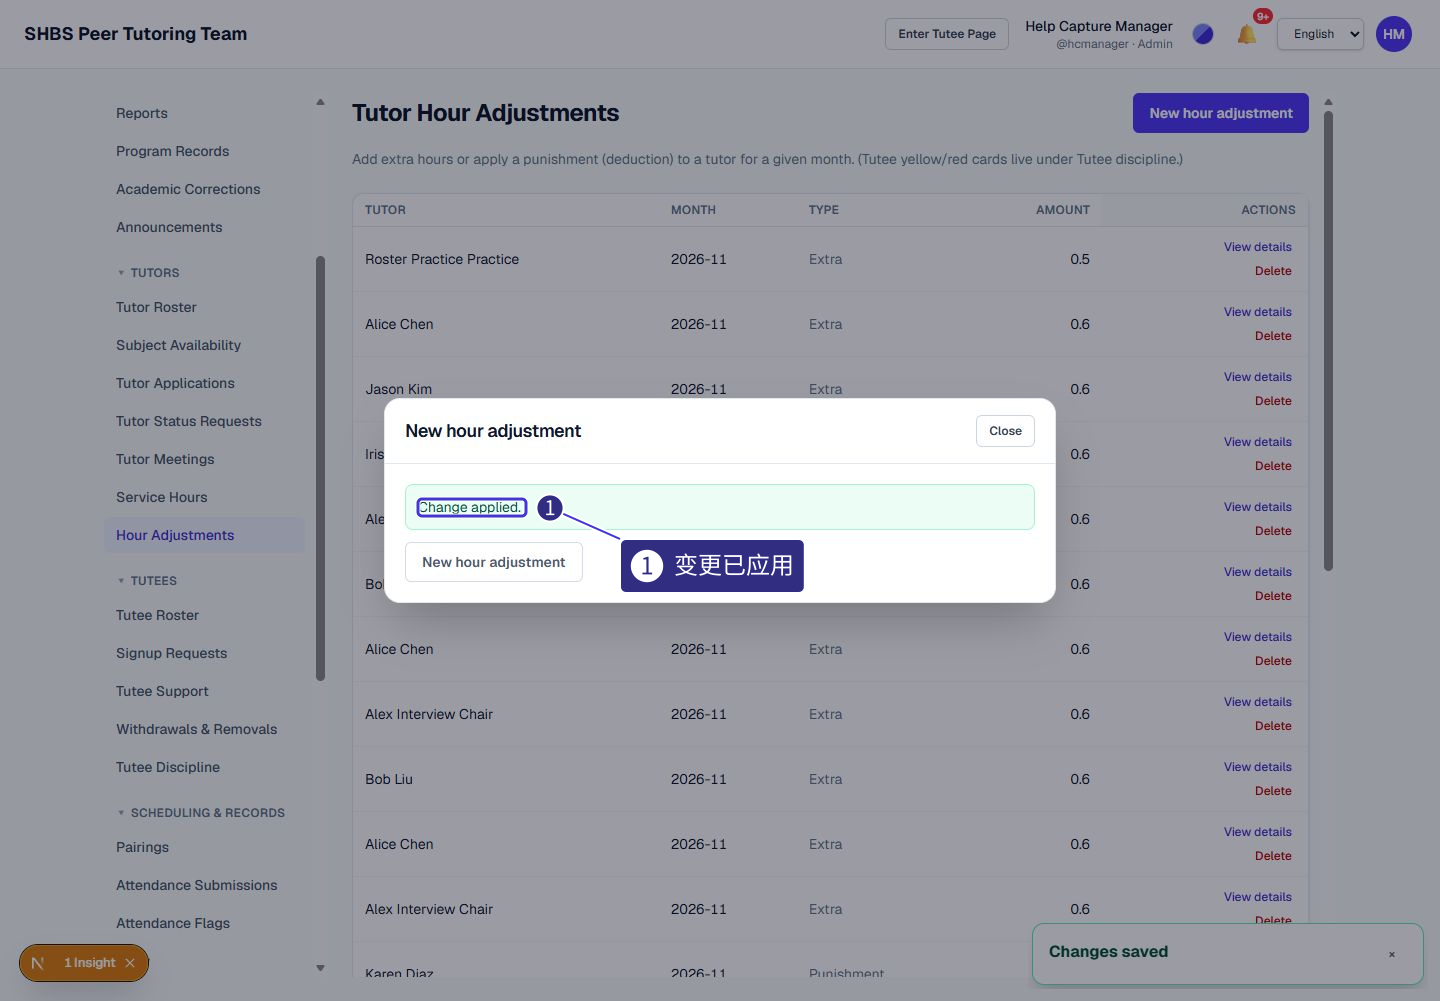 SHBS Peer Tutoring Team
Enter Tutee Page
Help Capture Manager
@hcmanager · Admin
9+
English
HM
Reports
Program Records
Academic Corrections
Announcements
TUTORS
Tutor Roster
Subject Availability
Tutor Applications
Tutor Status Requests
Tutor Meetings
Service Hours
Hour Adjustments
TUTEES
Tutee Roster
Signup Requests
Tutee Support
Withdrawals & Removals
Tutee Discipline
SCHEDULING & RECORDS
Pairings
Attendance Submissions
Attendance Flags
N 1 Insight ×
Tutor Hour Adjustments
New hour adjustment
Add extra hours or apply a punishment (deduction) to a tutor for a given month. (Tutee yellow/red cards live under Tutee discipline.)
TUTOR MONTH TYPE AMOUNT ACTIONS
Roster Practice Practice 2026-11 Extra 0.5 View details
Delete
Alice Chen 2026-11 Extra 0.6 View details
Delete
Jason Kim 2026-11 Extra 0.6 View details
Delete
Iris 0.6 View details
Delete
Ale 0.6 View details
Delete
Bo 0.6 View details
Delete
Alice Chen 2026-11 Extra 0.6 View details
Delete
Alex Interview Chair 2026-11 Extra 0.6 View details
Delete
Bob Liu 2026-11 Extra 0.6 View details
Delete
Alice Chen 2026-11 Extra 0.6 View details
Delete
Alex Interview Chair 2026-11 Extra 0.6 View details
Delete
Karen Diaz 2026-11 Punishment
New hour adjustment
Close
Change applied.
1
New hour adjustment
1 变更已应用
Changes saved
×